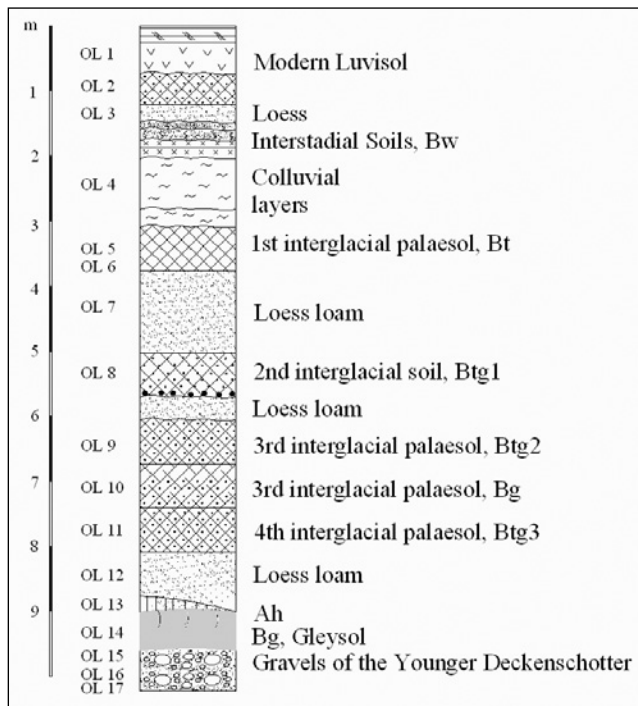 m
OL 1
Modern Luvisol
OL 2
1
OL 3
Loess
Interstadial Soils, Bw
2
OL 4
Colluvial
layers
3
OL 5
1st interglacial palaesol, Bt
OL 6
4
OL 7
Loess loam
5
OL 8
2nd interglacial soil, Btg1
Loess loam
6
OL 9
3rd interglacial palaesol, Btg2
7
OL 10
3rd interglacial palaesol, Bg
OL 11
4th interglacial palaesol, Btg3
8
OL 12
Loess loam
OL 13
9
Ah
OL 14
Bg, Gleysol
OL 15
Gravels of the Younger Deckenschotter
OL 16
OL 17